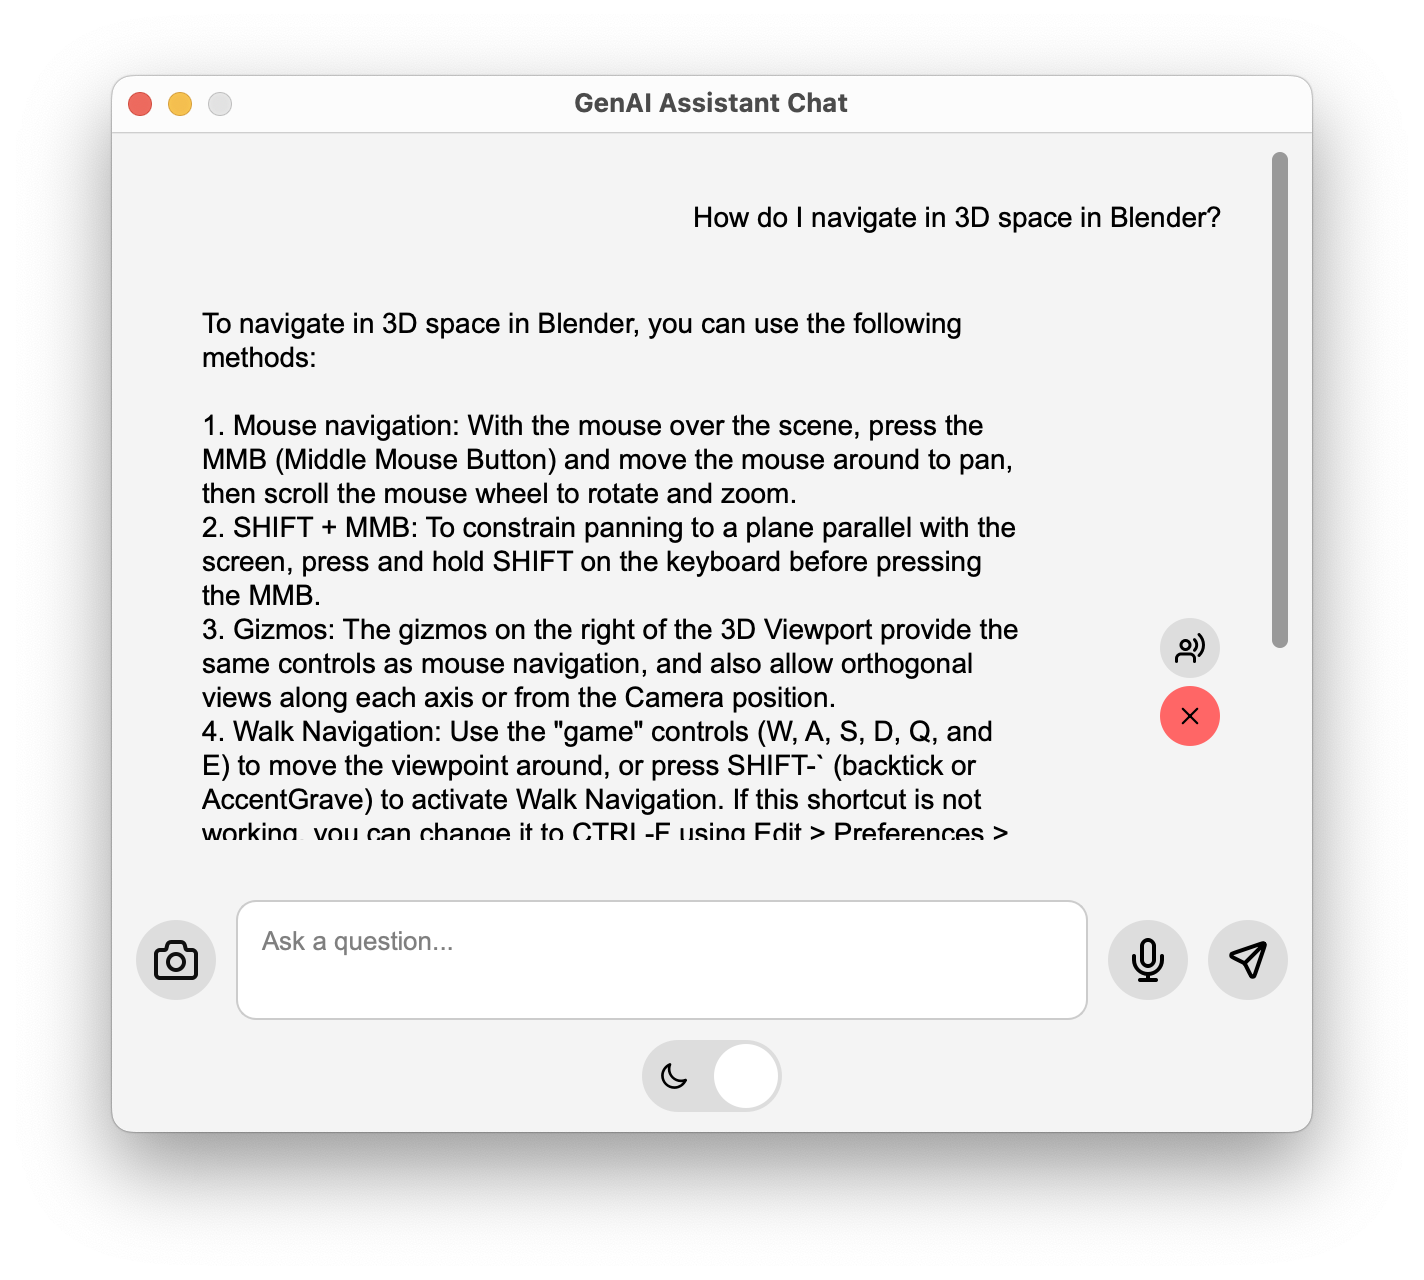 GenAI Assistant Chat
How do I navigate in 3D space in Blender?
To navigate in 3D space in Blender, you can use the following
methods:
1. Mouse navigation: With the mouse over the scene, press the
MMB (Middle Mouse Button) and move the mouse around to pan,
then scroll the mouse wheel to rotate and zoom.
2. SHIFT + MMB: To constrain panning to a plane parallel with the
screen, press and hold SHIFT on the keyboard before pressing
the MMB.
3. Gizmos: The gizmos on the right of the 3D Viewport provide the
same controls as mouse navigation, and also allow orthogonal
views along each axis or from the Camera position.
4. Walk Navigation: Use the "game" controls (W, A, S, D, Q, and
E) to move the viewpoint around, or press SHIFT-` (backtick or
AccentGrave) to activate Walk Navigation. If this shortcut is not
working, you can change it to CTRL-F using Edit > Preferences >
Ask a question...